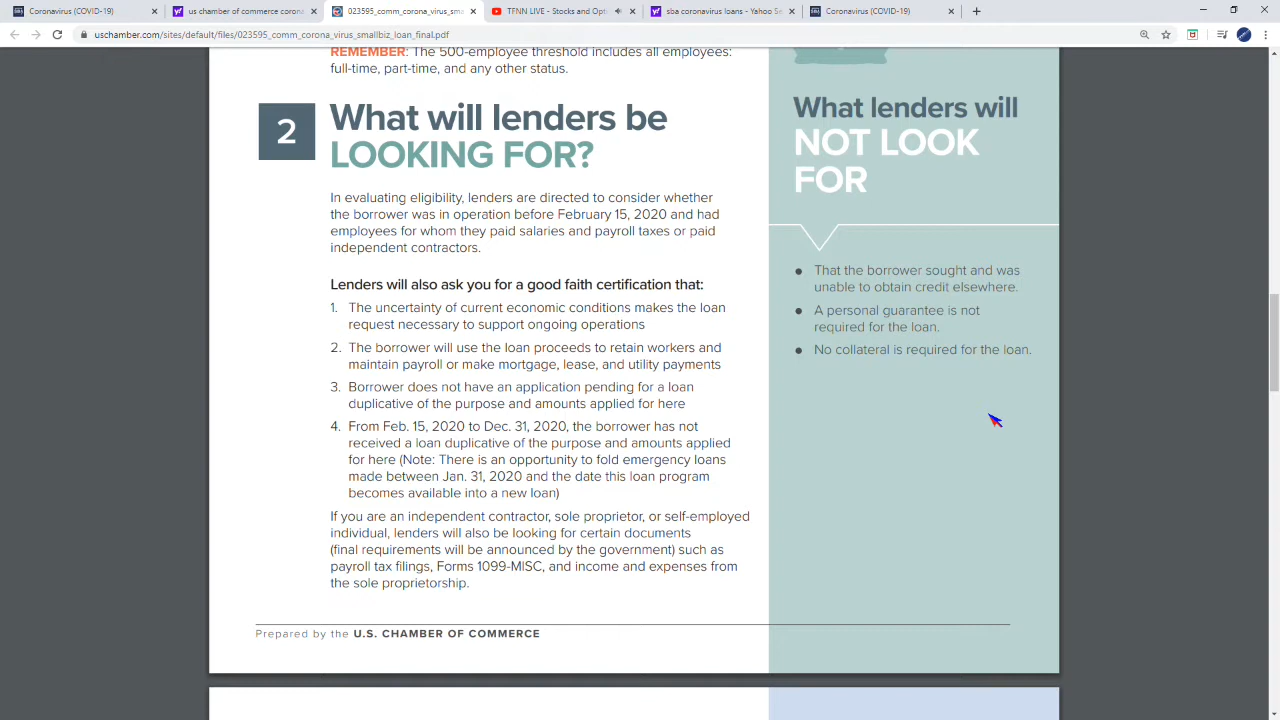 Coronavirus (COVID-19)
us chamber of commerce corona
023595_comm_corona_virus_sma
TFNN LIVE - Stocks and Opti
sba coronavirus loans - Yahoo Se
Coronavirus (COVID-19)
uschamber.com/sites/default/files/023595_comm_corona_virus_smallbiz_loan_final.pdf
REMEMBER: The 500-employee threshold includes all employees:
full-time, part-time, and any other status.
2
What will lenders be
LOOKING FOR?
In evaluating eligibility, lenders are directed to consider whether
the borrower was in operation before February 15, 2020 and had
employees for whom they paid salaries and payroll taxes or paid
independent contractors.
Lenders will also ask you for a good faith certification that:
1. The uncertainty of current economic conditions makes the loan
request necessary to support ongoing operations
2. The borrower will use the loan proceeds to retain workers and
maintain payroll or make mortgage, lease, and utility payments
3. Borrower does not have an application pending for a loan
duplicative of the purpose and amounts applied for here
4. From Feb. 15, 2020 to Dec. 31, 2020, the borrower has not
received a loan duplicative of the purpose and amounts applied
for here (Note: There is an opportunity to fold emergency loans
made between Jan. 31, 2020 and the date this loan program
becomes available into a new loan)
If you are an independent contractor, sole proprietor, or self-employed
individual, lenders will also be looking for certain documents
(final requirements will be announced by the government) such as
payroll tax filings, Forms 1099-MISC, and income and expenses from
the sole proprietorship.
Prepared by the U.S. CHAMBER OF COMMERCE
What lenders will
NOT LOOK
FOR
• That the borrower sought and was
unable to obtain credit elsewhere.
• A personal guarantee is not
required for the loan.
• No collateral is required for the loan.